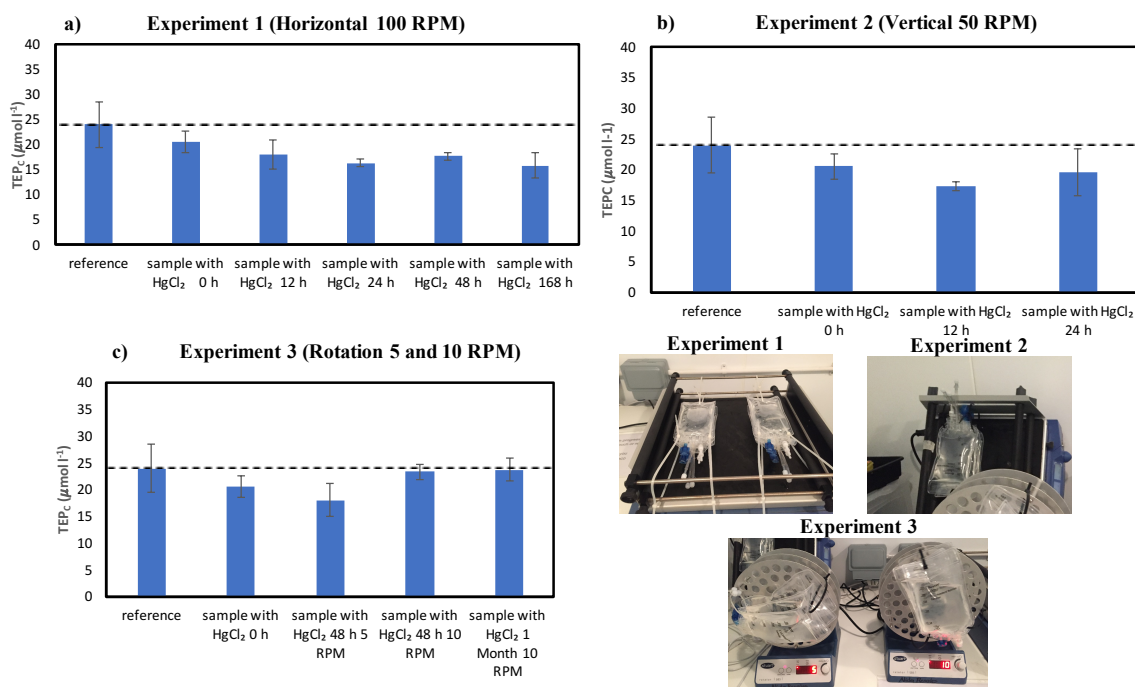 a) Experiment 1 (Horizontal 100 RPM)
40
35
30
25
20
15
10
5
0
TEPC (μmol l-1)
reference
sample with HgCl₂ 0 h
sample with HgCl₂ 12 h
sample with HgCl₂ 24 h
sample with HgCl₂ 48 h
sample with HgCl₂ 168 h
b) Experiment 2 (Vertical 50 RPM)
40
35
30
25
20
15
10
5
0
TEPC (μmol l-1)
reference
sample with HgCl₂ 0 h
sample with HgCl₂ 12 h
sample with HgCl₂ 24 h
c) Experiment 3 (Rotation 5 and 10 RPM)
40
35
30
25
20
15
10
5
0
TEPC (μmol l-1)
reference
sample with HgCl₂ 0 h
sample with HgCl₂ 48 h 5 RPM
sample with HgCl₂ 48 h 10 RPM
sample with HgCl₂ 1 Month 10 RPM
Experiment 1
Experiment 2
Experiment 3
5
10